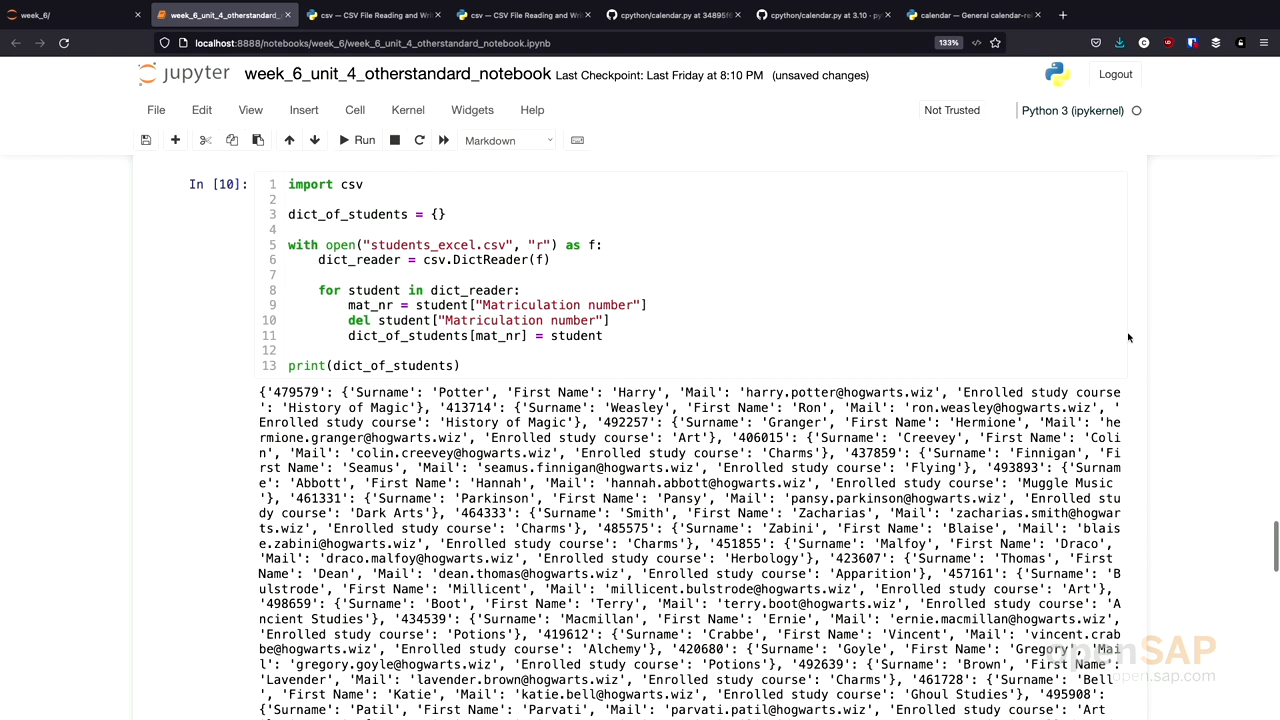 week_6/
week_6_unit_4_otherstandard_
csv — CSV File Reading and Wri
csv — CSV File Reading and Wri
cpython/calendar.py at 34895f6
cpython/calendar.py at 3.10 · py
calendar — General calendar-rel
localhost:8888/notebooks/week_6/week_6_unit_4_otherstandard_notebook.ipynb
133%
jupyter week_6_unit_4_otherstandard_notebook Last Checkpoint: Last Friday at 8:10 PM (unsaved changes)
Logout
File Edit View Insert Cell Kernel Widgets Help
Not Trusted
Python 3 (ipykernel)
Run
Markdown
In [10]:
1 import csv
2
3 dict_of_students = {}
4
5 with open("students_excel.csv", "r") as f:
6     dict_reader = csv.DictReader(f)
7
8     for student in dict_reader:
9         mat_nr = student["Matriculation number"]
10         del student["Matriculation number"]
11         dict_of_students[mat_nr] = student
12
13 print(dict_of_students)
{'479579': {'Surname': 'Potter', 'First Name': 'Harry', 'Mail': 'harry.potter@hogwarts.wiz', 'Enrolled study course
': 'History of Magic'}, '413714': {'Surname': 'Weasley', 'First Name': 'Ron', 'Mail': 'ron.weasley@hogwarts.wiz', '
Enrolled study course': 'History of Magic'}, '492257': {'Surname': 'Granger', 'First Name': 'Hermione', 'Mail': 'he
rmione.granger@hogwarts.wiz', 'Enrolled study course': 'Art'}, '406015': {'Surname': 'Creevey', 'First Name': 'Coli
n', 'Mail': 'colin.creevey@hogwarts.wiz', 'Enrolled study course': 'Charms'}, '437859': {'Surname': 'Finnigan', 'Fi
rst Name': 'Seamus', 'Mail': 'seamus.finnigan@hogwarts.wiz', 'Enrolled study course': 'Flying'}, '493893': {'Surnam
e': 'Abbott', 'First Name': 'Hannah', 'Mail': 'hannah.abbott@hogwarts.wiz', 'Enrolled study course': 'Muggle Music
'}, '461331': {'Surname': 'Parkinson', 'First Name': 'Pansy', 'Mail': 'pansy.parkinson@hogwarts.wiz', 'Enrolled stu
dy course': 'Dark Arts'}, '464333': {'Surname': 'Smith', 'First Name': 'Zacharias', 'Mail': 'zacharias.smith@hogwar
ts.wiz', 'Enrolled study course': 'Charms'}, '485575': {'Surname': 'Zabini', 'First Name': 'Blaise', 'Mail': 'blais
e.zabini@hogwarts.wiz', 'Enrolled study course': 'Charms'}, '451855': {'Surname': 'Malfoy', 'First Name': 'Draco',
'Mail': 'draco.malfoy@hogwarts.wiz', 'Enrolled study course': 'Herbology'}, '423607': {'Surname': 'Thomas', 'First
Name': 'Dean', 'Mail': 'dean.thomas@hogwarts.wiz', 'Enrolled study course': 'Apparition'}, '457161': {'Surname': 'B
ulstrode', 'First Name': 'Millicent', 'Mail': 'millicent.bulstrode@hogwarts.wiz', 'Enrolled study course': 'Art'},
'498659': {'Surname': 'Boot', 'First Name': 'Terry', 'Mail': 'terry.boot@hogwarts.wiz', 'Enrolled study course': 'A
ncient Studies'}, '434539': {'Surname': 'Macmillan', 'First Name': 'Ernie', 'Mail': 'ernie.macmillan@hogwarts.wiz',
'Enrolled study course': 'Potions'}, '419612': {'Surname': 'Crabbe', 'First Name': 'Vincent', 'Mail': 'vincent.crab
be@hogwarts.wiz', 'Enrolled study course': 'Alchemy'}, '420680': {'Surname': 'Goyle', 'First Name': 'Gregory', 'Mai
l': 'gregory.goyle@hogwarts.wiz', 'Enrolled study course': 'Potions'}, '492639': {'Surname': 'Brown', 'First Name':
'Lavender', 'Mail': 'lavender.brown@hogwarts.wiz', 'Enrolled study course': 'Charms'}, '461728': {'Surname': 'Bell'
, 'First Name': 'Katie', 'Mail': 'katie.bell@hogwarts.wiz', 'Enrolled study course': 'Ghoul Studies'}, '495908':
{'Surname': 'Patil', 'First Name': 'Parvati', 'Mail': 'parvati.patil@hogwarts.wiz', 'Enrolled study course': 'Art
openSAP
open.sap.com